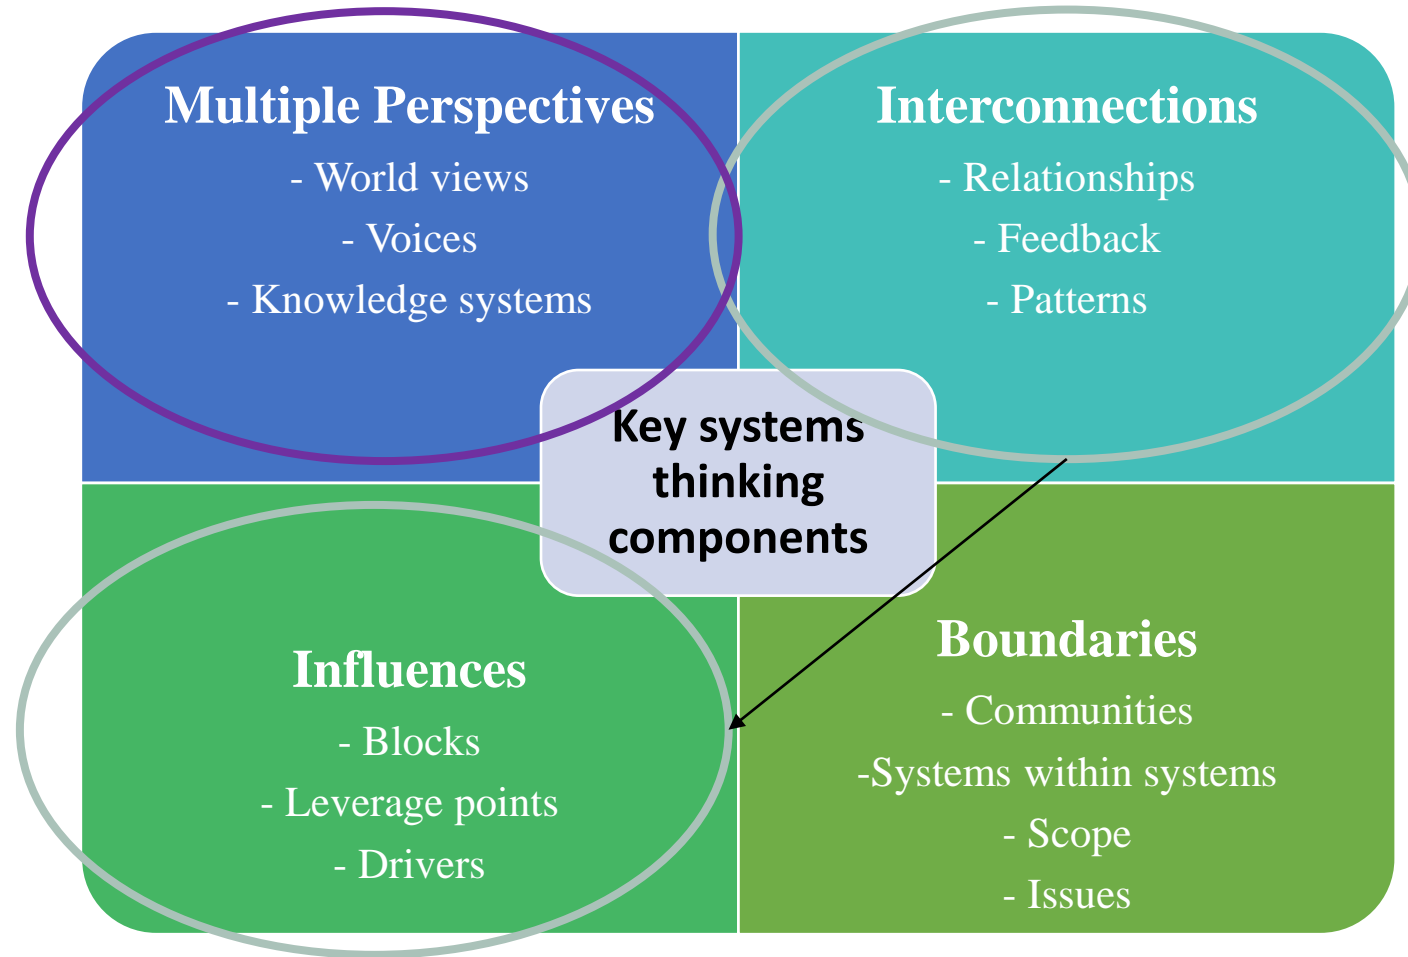 Multiple Perspectives
- World views
- Voices
- Knowledge systems
Interconnections
- Relationships
- Feedback
- Patterns
Key systems
thinking
components
Influences
- Blocks
- Leverage points
- Drivers
Boundaries
- Communities
-Systems within systems
- Scope
- Issues